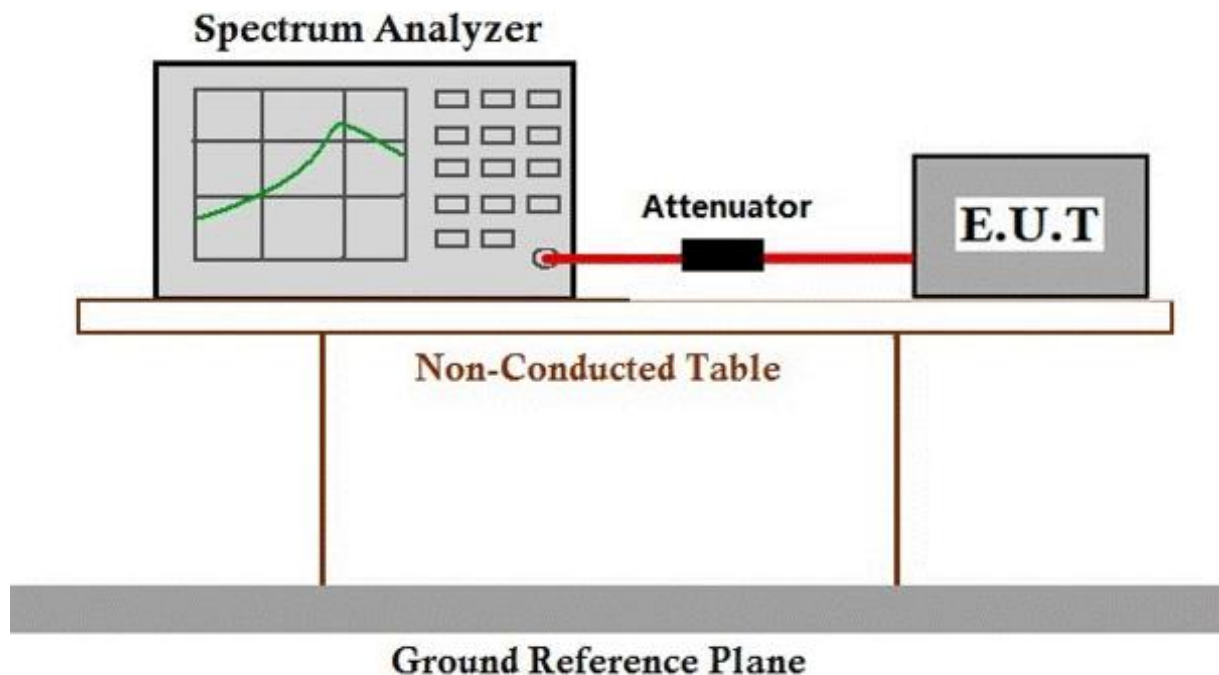 Spectrum Analyzer
Attenuator
E.U.T
Non-Conducted Table
Ground Reference Plane